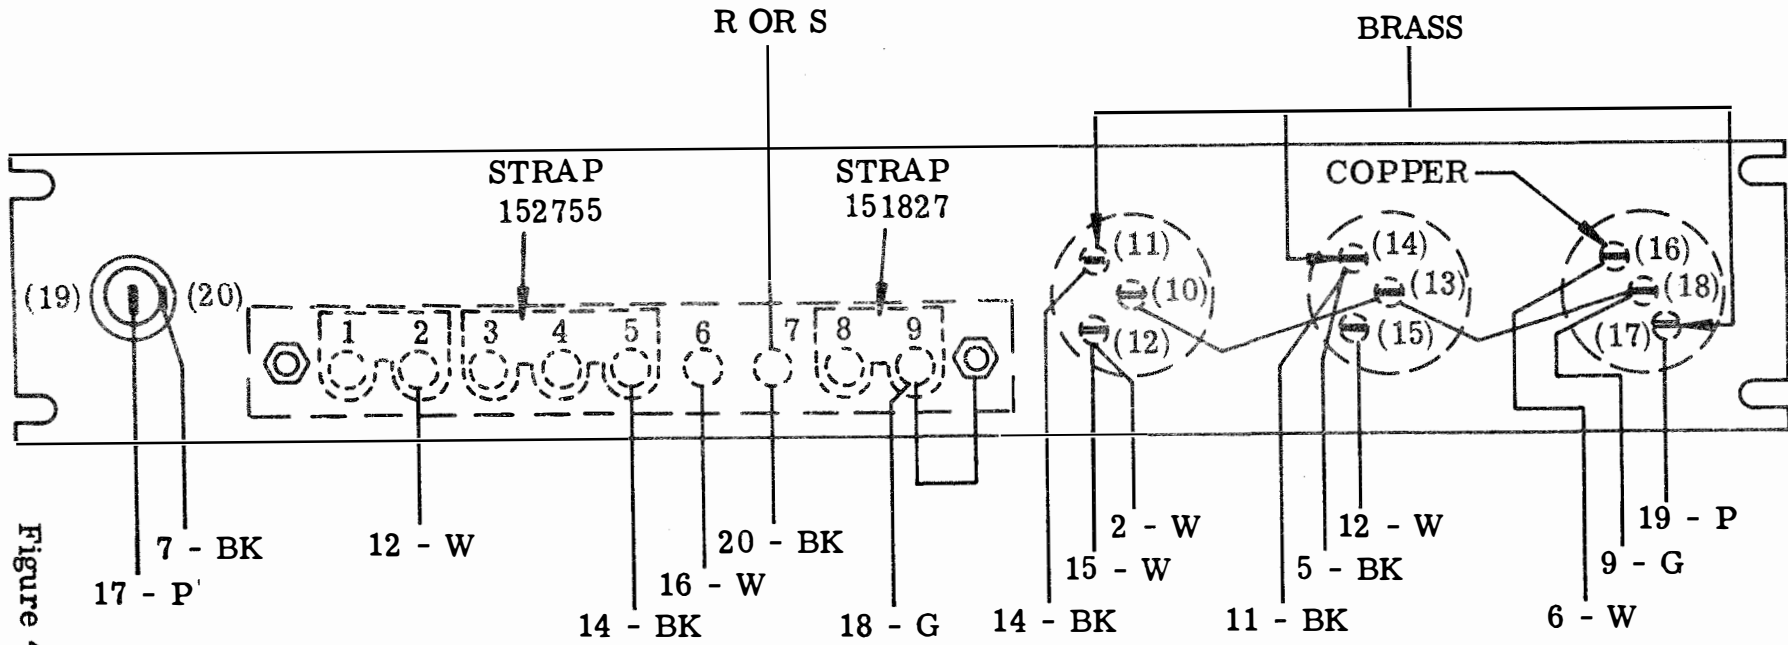 R OR S
BRASS
STRAP
152755
STRAP
151827
COPPER
(19)
(20)
1
2
3
4
5
6
7
8
9
(11)
(10)
(12)
(14)
(13)
(15)
(16)
(18)
(17)
7 - BK
17 - P
12 - W
14 - BK
16 - W
20 - BK
18 - G
14 - BK
15 - W
2 - W
11 - BK
5 - BK
12 - W
6 - W
9 - G
19 - P
Figure